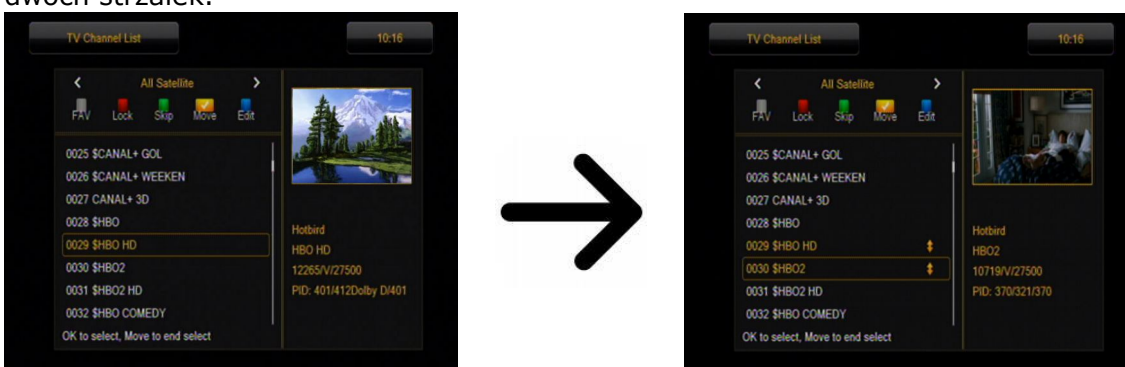 dwóch strzałek.
TV Channel List 10:16
All Satellite
FAV Lock Skip Move Edit
0025 $CANAL+ GOL
0026 $CANAL+ WEEKEN
0027 CANAL+ 3D
0028 $HBO
0029 $HBO HD
0030 $HBO2
0031 $HBO2 HD
0032 $HBO COMEDY
OK to select, Move to end select
Hotbird
HBO HD
12265/V/27500
PID: 401/412Dolby D/401
TV Channel List 10:16
All Satellite
FAV Lock Skip Move Edit
0025 $CANAL+ GOL
0026 $CANAL+ WEEKEN
0027 CANAL+ 3D
0028 $HBO
0029 $HBO HD
0030 $HBO2
0031 $HBO2 HD
0032 $HBO COMEDY
OK to select, Move to end select
Hotbird
HBO2
10719/V/27500
PID: 370/321/370